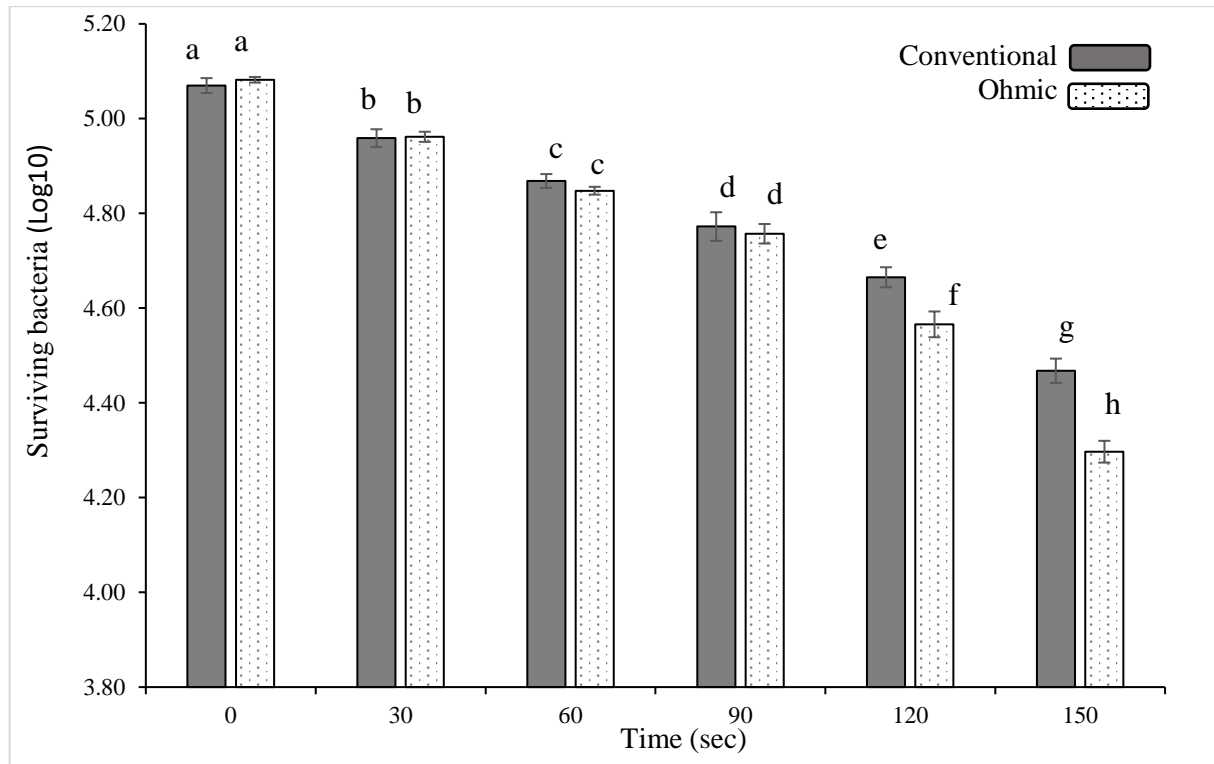 5.20
5.00
4.80
4.60
4.40
4.20
4.00
3.80
Surviving bacteria (Log10)
a a
b b
c c
d d
e f
g h
Conventional
Ohmic
0 30 60 90 120 150
Time (sec)